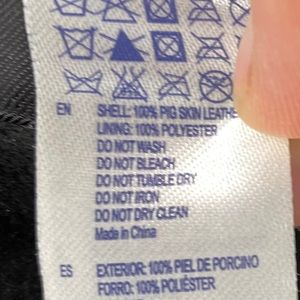 EN SHELL: 100% PIG SKIN
LINING: 100% POLYESTER
DO NOT WASH
DO NOT BLEACH
DO NOT TUMBLE DRY
DO NOT IRON
DO NOT DRY CLEAN
Made in China
ES EXTERIOR: 100% PIEL DE PORCINO
FORRO: 100% POLIÉSTER